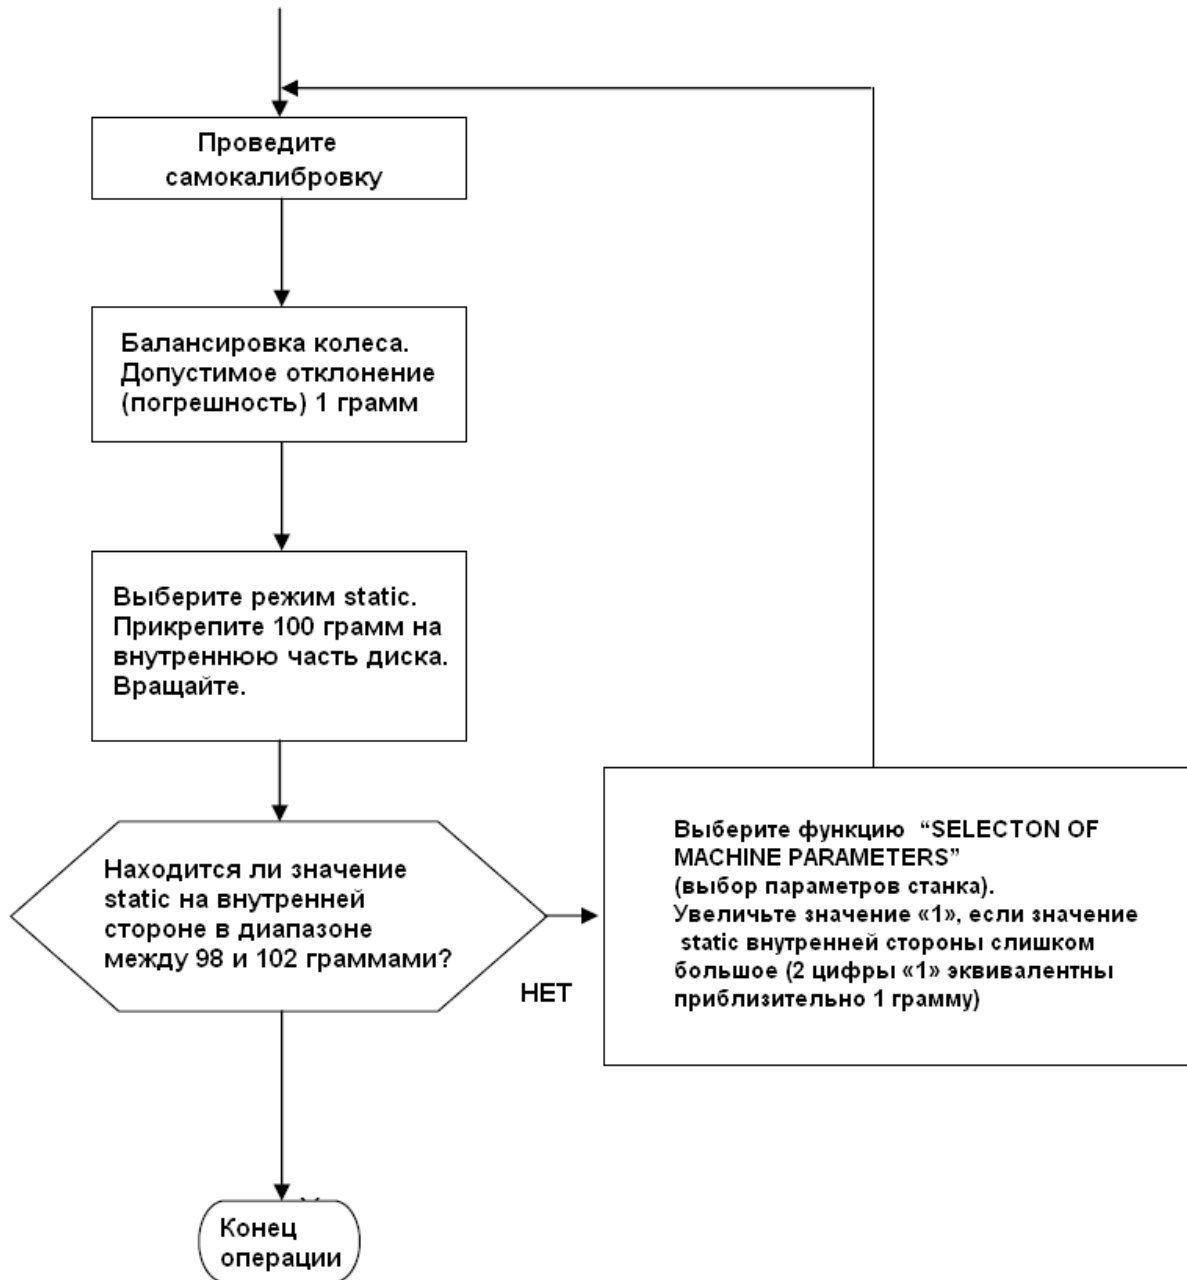 Проведите
самокалибровку
Балансировка колеса.
Допустимое отклонение
(погрешность) 1 грамм
Выберите режим static.
Прикрепите 100 грамм на
внутреннюю часть диска.
Вращайте.
Находится ли значение
static на внутренней
стороне в диапазоне
между 98 и 102 граммами?
НЕТ
Выберите функцию “SELECTON OF
MACHINE PARAMETERS”
(выбор параметров станка).
Увеличьте значение «1», если значение
static внутренней стороны слишком
большое (2 цифры «1» эквивалентны
приблизительно 1 грамму)
Конец
операции